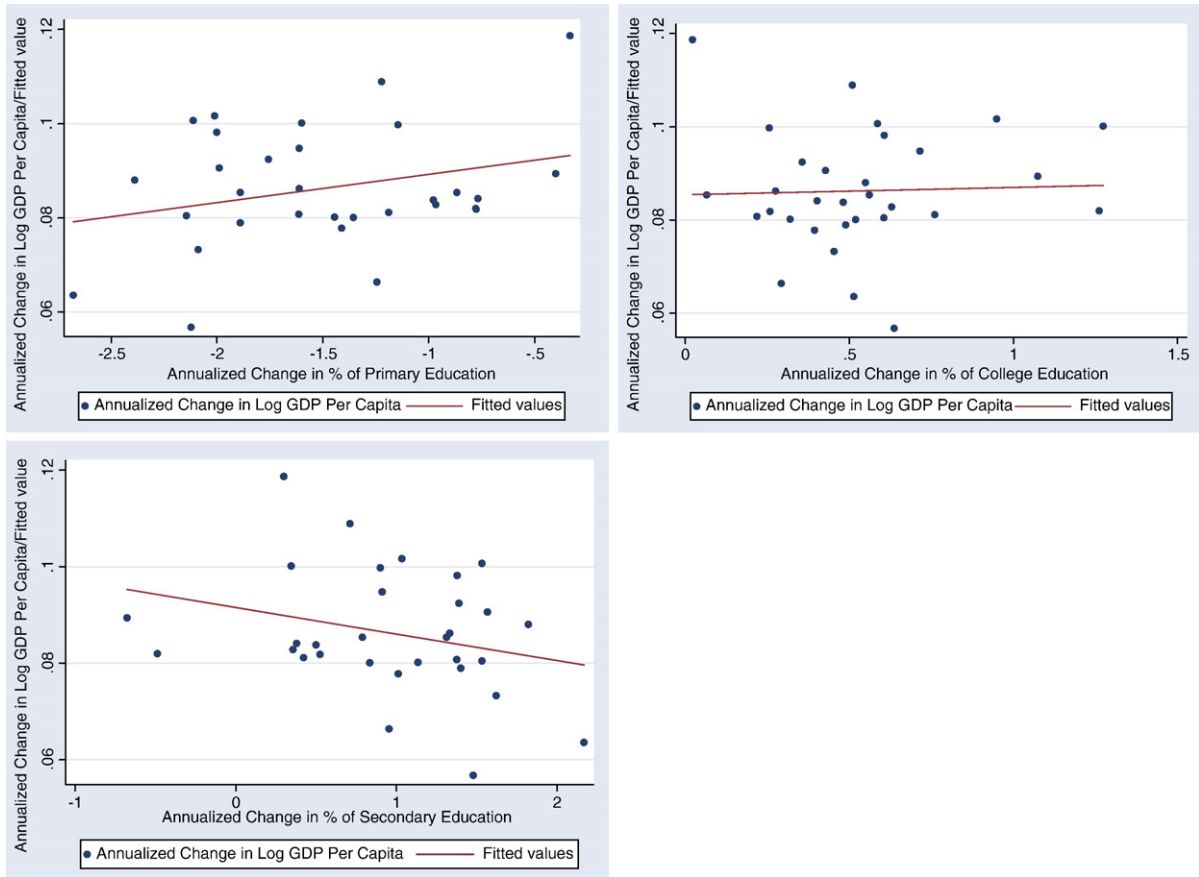 Annualized Change in Log GDP Per Capita/Fitted value
.12
.1
.08
.06
-2.5 -2 -1.5 -1 -.5
Annualized Change in % of Primary Education
Annualized Change in Log GDP Per Capita Fitted values
Annualized Change in Log GDP Per Capita/Fitted value
.12
.1
.08
.06
0 .5 1 1.5
Annualized Change in % of College Education
Annualized Change in Log GDP Per Capita Fitted values
Annualized Change in Log GDP Per Capita/Fitted value
.12
.1
.08
.06
-1 0 1 2
Annualized Change in % of Secondary Education
Annualized Change in Log GDP Per Capita Fitted values